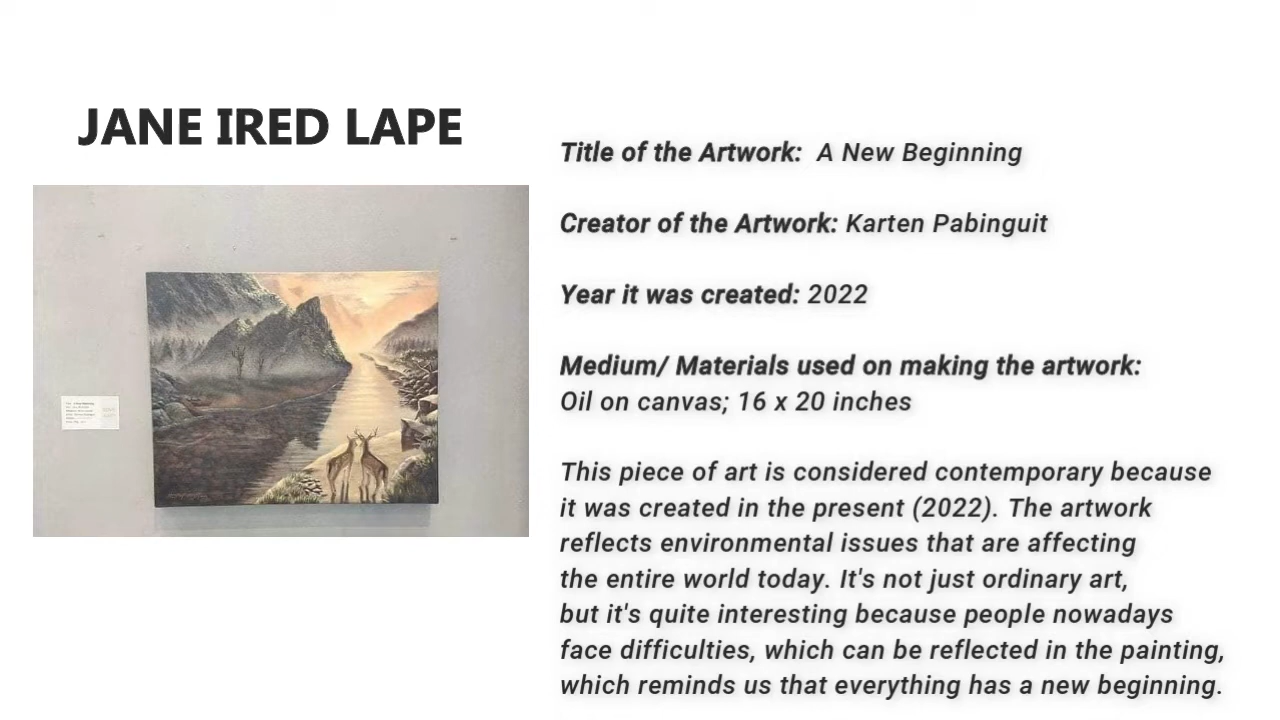 JANE IRED LAPE
Title of the Artwork: A New Beginning
Creator of the Artwork: Karten Pabinguit
Year it was created: 2022
Medium/ Materials used on making the artwork:
Oil on canvas; 16 x 20 inches
This piece of art is considered contemporary because
it was created in the present (2022). The artwork
reflects environmental issues that are affecting
the entire world today. It's not just ordinary art,
but it's quite interesting because people nowadays
face difficulties, which can be reflected in the painting,
which reminds us that everything has a new beginning.